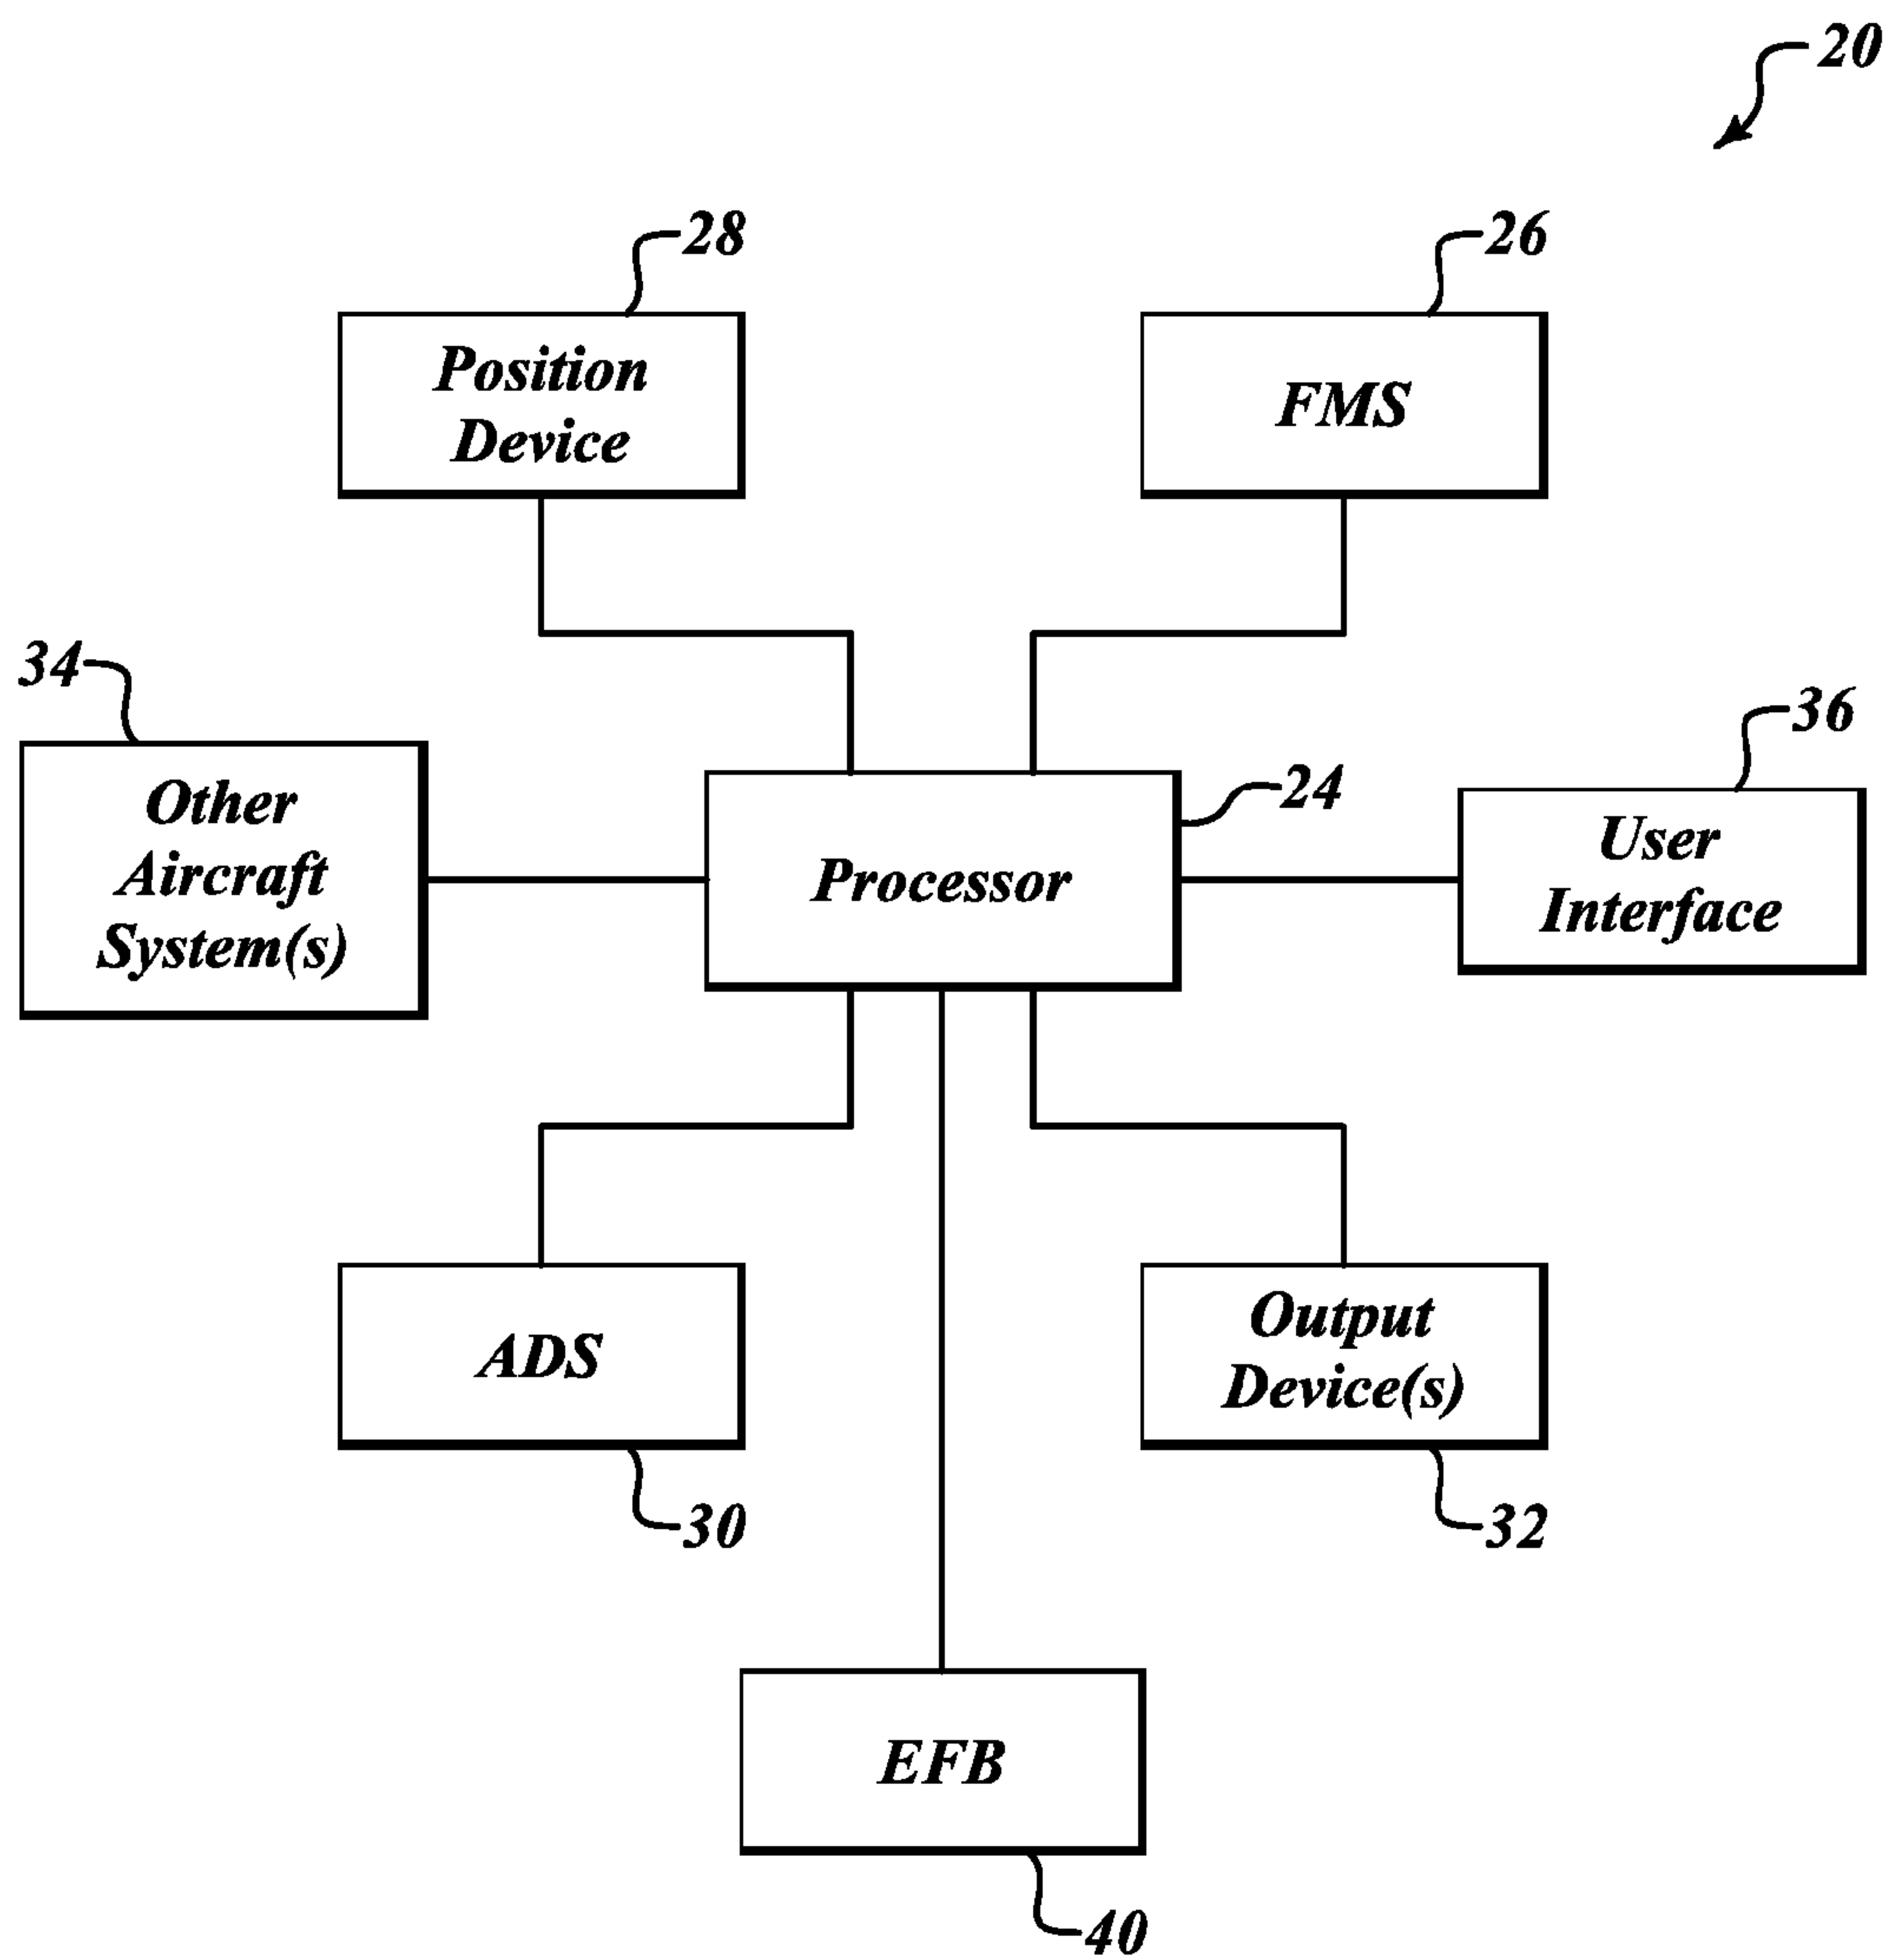 20
28
26
Position
Device
FMS
34
36
24
Other
Aircraft
System(s)
Processor
User
Interface
ADS
Output
Device(s)
30
32
EFB
40